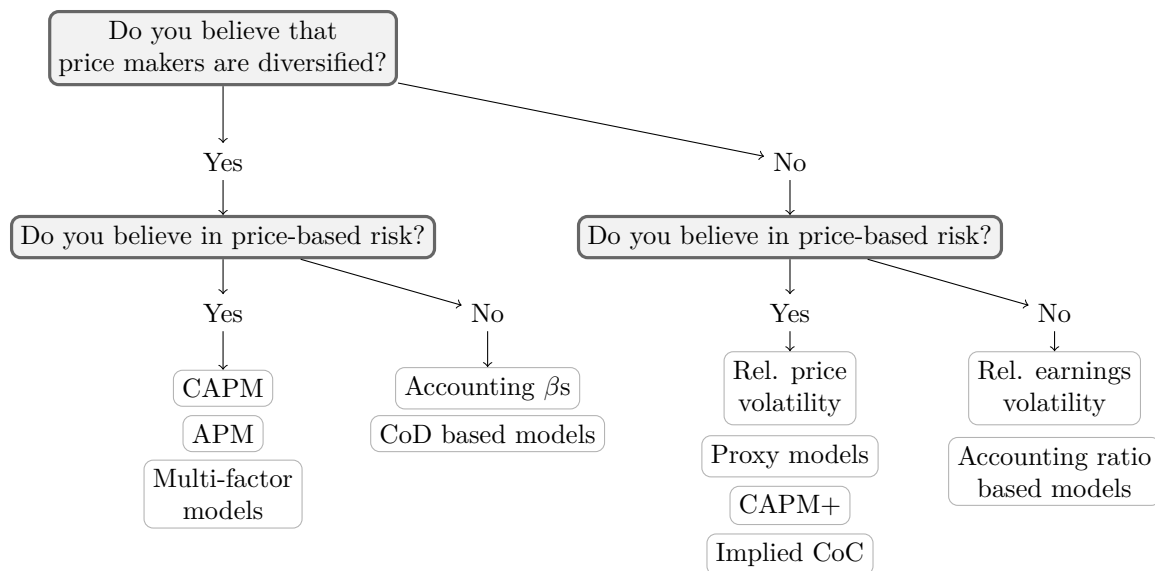 Do you believe that
price makers are diversified?
Yes
No
Do you believe in price-based risk?
Do you believe in price-based risk?
Yes
No
Yes
No
CAPM
APM
Multi-factor
models
Accounting βs
CoD based models
Rel. price
volatility
Proxy models
CAPM+
Implied CoC
Rel. earnings
volatility
Accounting ratio
based models